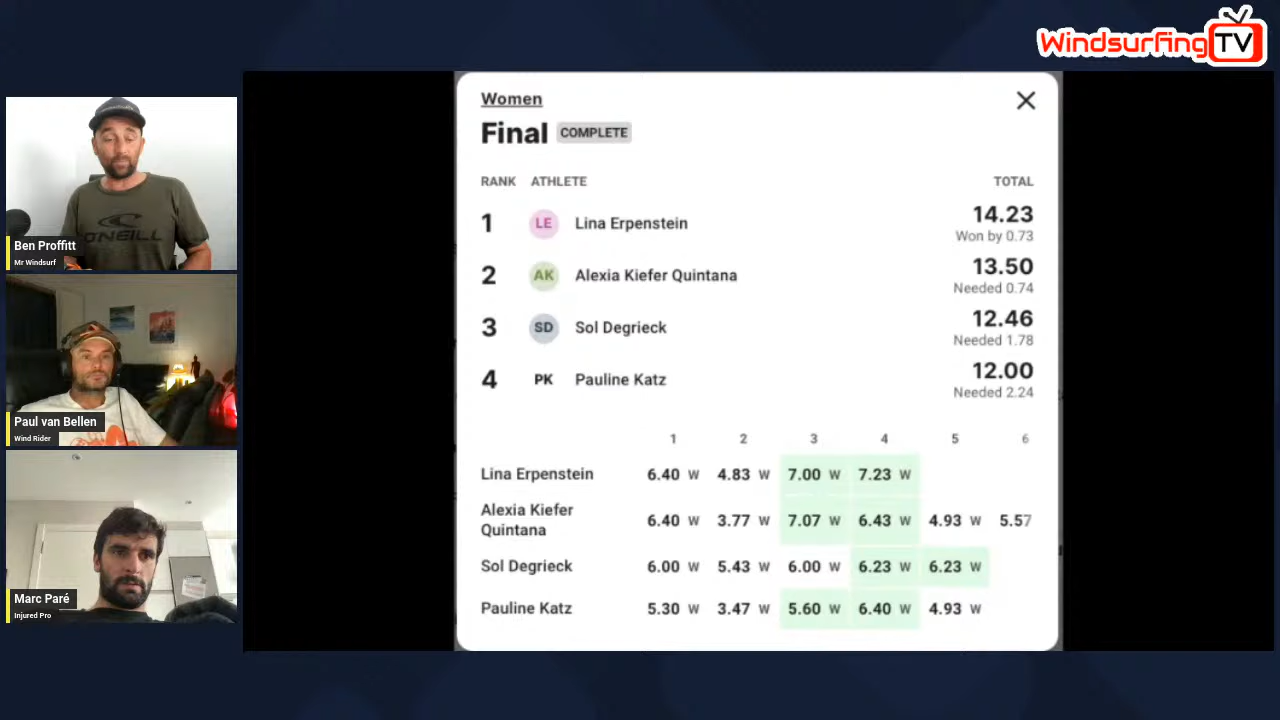 Windsurfing TV
Women
Final COMPLETE
RANK ATHLETE TOTAL
1 LE Lina Erpenstein 14.23
Won by 0.73
2 AK Alexia Kiefer Quintana 13.50
Needed 0.74
3 SD Sol Degrieck 12.46
Needed 1.78
4 PK Pauline Katz 12.00
Needed 2.24
1 2 3 4 5 6
Lina Erpenstein 6.40 W 4.83 W 7.00 W 7.23 W
Alexia Kiefer
Quintana 6.40 W 3.77 W 7.07 W 6.43 W 4.93 W 5.57
Sol Degrieck 6.00 W 5.43 W 6.00 W 6.23 W 6.23 W
Pauline Katz 5.30 W 3.47 W 5.60 W 6.40 W 4.93 W
O'NEILL
Ben Proffitt
Mr Windsurf
Paul van Bellen
Wind Rider
Marc Paré
Injured Pro